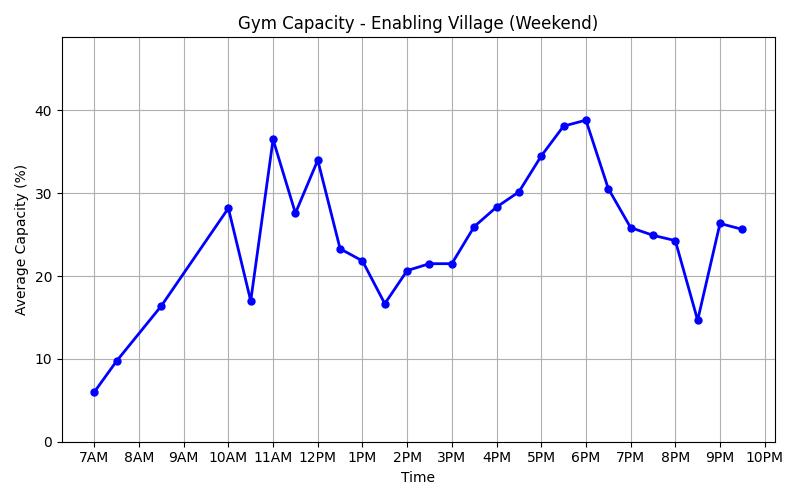 Gym Capacity - Enabling Village (Weekend)
Average Capacity (%)
40
30
20
10
0
7AM 8AM 9AM 10AM 11AM 12PM 1PM 2PM 3PM 4PM 5PM 6PM 7PM 8PM 9PM 10PM
Time